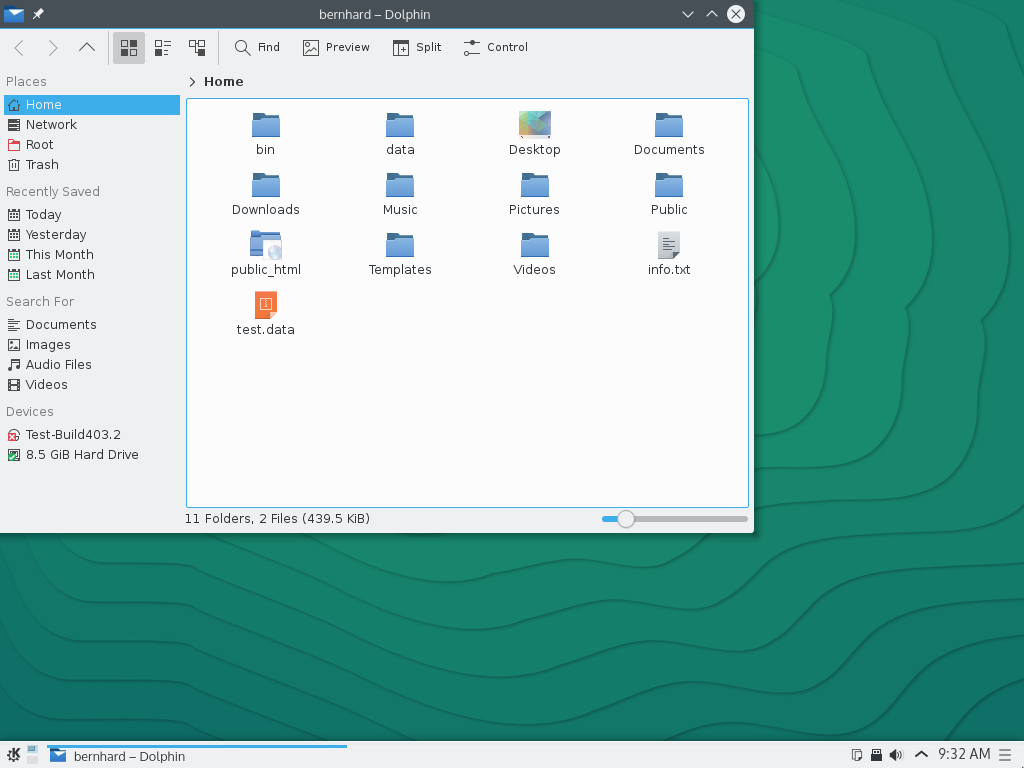 bernhard – Dolphin
Find
Preview
Split
Control
Places
Home
Network
Root
Trash
Recently Saved
Today
Yesterday
This Month
Last Month
Search For
Documents
Images
Audio Files
Videos
Devices
Test-Build403.2
8.5 GiB Hard Drive
Home
bin
data
Desktop
Documents
Downloads
Music
Pictures
Public
public_html
Templates
Videos
info.txt
test.data
11 Folders, 2 Files (439.5 KiB)
bernhard – Dolphin
9:32 AM